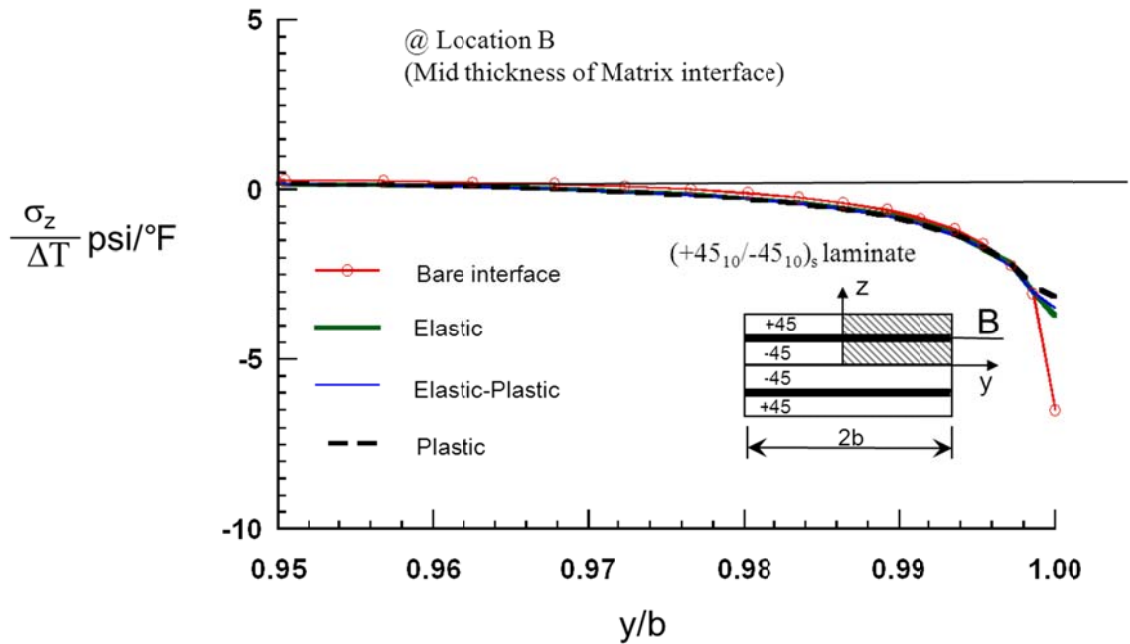 5
@ Location B
(Mid thickness of Matrix interface)
0
σz
ΔT psi/°F
(+45₁₀/-45₁₀)s laminate
Bare interface
Elastic
Elastic-Plastic
Plastic
z
+45
B
-45
-5
-45
y
+45
2b
-10
0.95 0.96 0.97 0.98 0.99 1.00
y/b